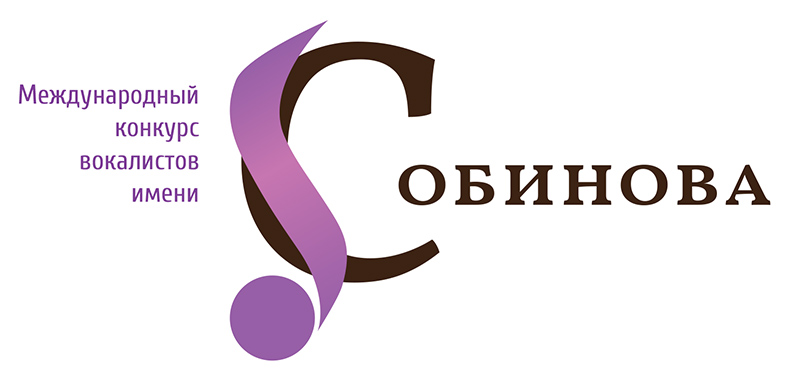 Международный
конкурс
вокалистов
имени
СОБИНОВА